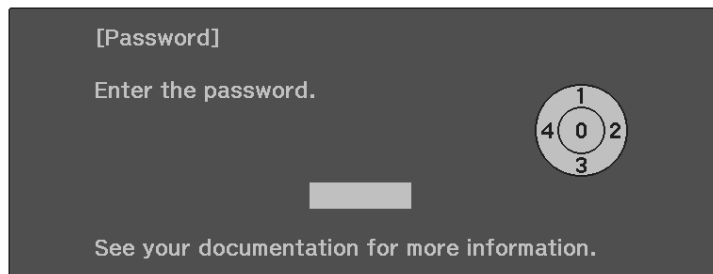 [Password]
Enter the password.
1
4 0 2
3
See your documentation for more information.